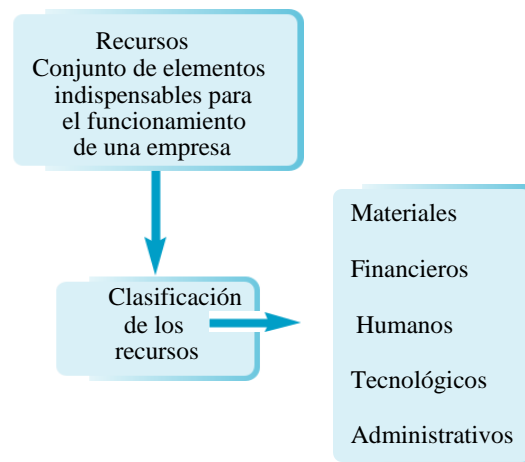 Recursos
Conjunto de elementos
indispensables para
el funcionamiento
de una empresa
Clasificación
de los
recursos
Materiales
Financieros
Humanos
Tecnológicos
Administrativos